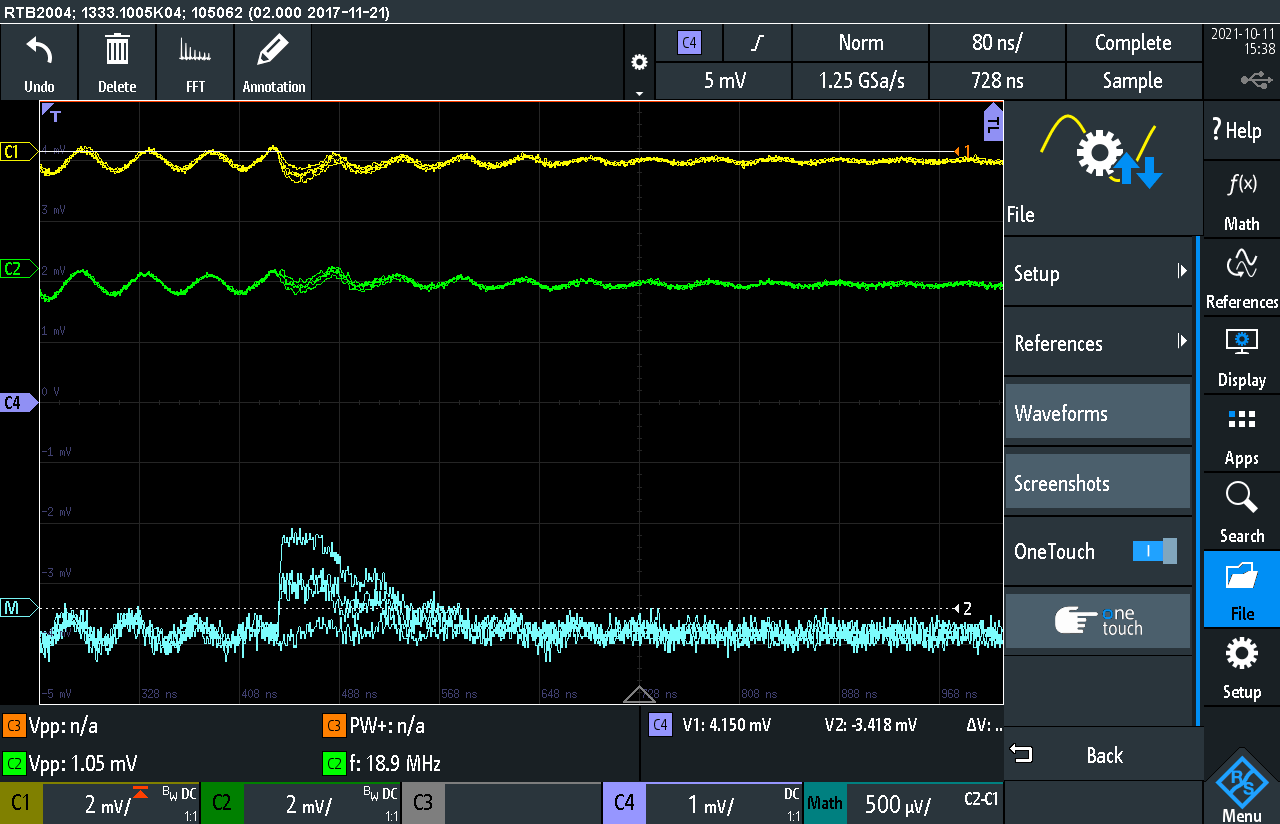 RTB2004; 1333.1005K04; 105062 (02.000 2017-11-21)
Undo
Delete
FFT
Annotation
C4
Norm
80 ns/
Complete
5 mV
1.25 GSa/s
728 ns
Sample
2021-10-11
15:38
T
TL
C1
4 mV
1
3 mV
C2
2 mV
1 mV
0 V
C4
-1 mV
-2 mV
-3 mV
M
2
-5 mV
328 ns
408 ns
488 ns
568 ns
648 ns
728 ns
808 ns
888 ns
968 ns
File
Setup
References
Waveforms
Screenshots
OneTouch
one
touch
Back
? Help
f(x)
Math
References
Display
Apps
Search
File
Setup
R&S
Menu
C3 Vpp: n/a
C3 PW+: n/a
C4 V1: 4.150 mV
V2: -3.418 mV
ΔV: ..
C2 Vpp: 1.05 mV
C2 f: 18.9 MHz
C1 2 mV/ BW DC 1:1
C2 2 mV/ BW DC 1:1
C3
C4 1 mV/ DC 1:1
Math 500 µV/ C2-C1